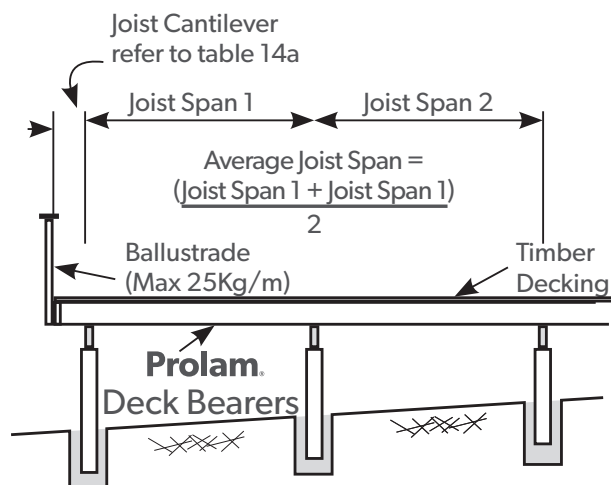 Joist Cantilever
refer to table 14a
Joist Span 1
Joist Span 2
Average Joist Span =
(Joist Span 1 + Joist Span 1)
2
Ballustrade
(Max 25Kg/m)
Timber
Decking
Prolam®
Deck Bearers